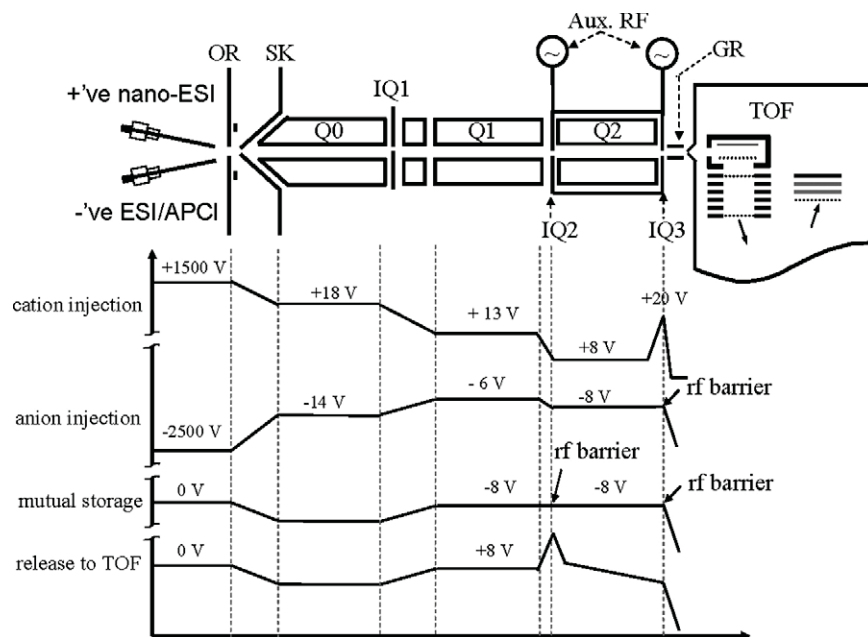 Aux. RF
OR SK GR
IQ1
~ ~
+'ve nano-ESI
TOF
Q0 Q1 Q2
-'ve ESI/APCI
IQ2 IQ3
+1500 V
cation injection +18 V + 13 V +8 V +20 V
anion injection -2500 V -14 V - 6 V -8 V rf barrier
rf barrier
mutual storage 0 V -8 V -8 V rf barrier
release to TOF 0 V +8 V